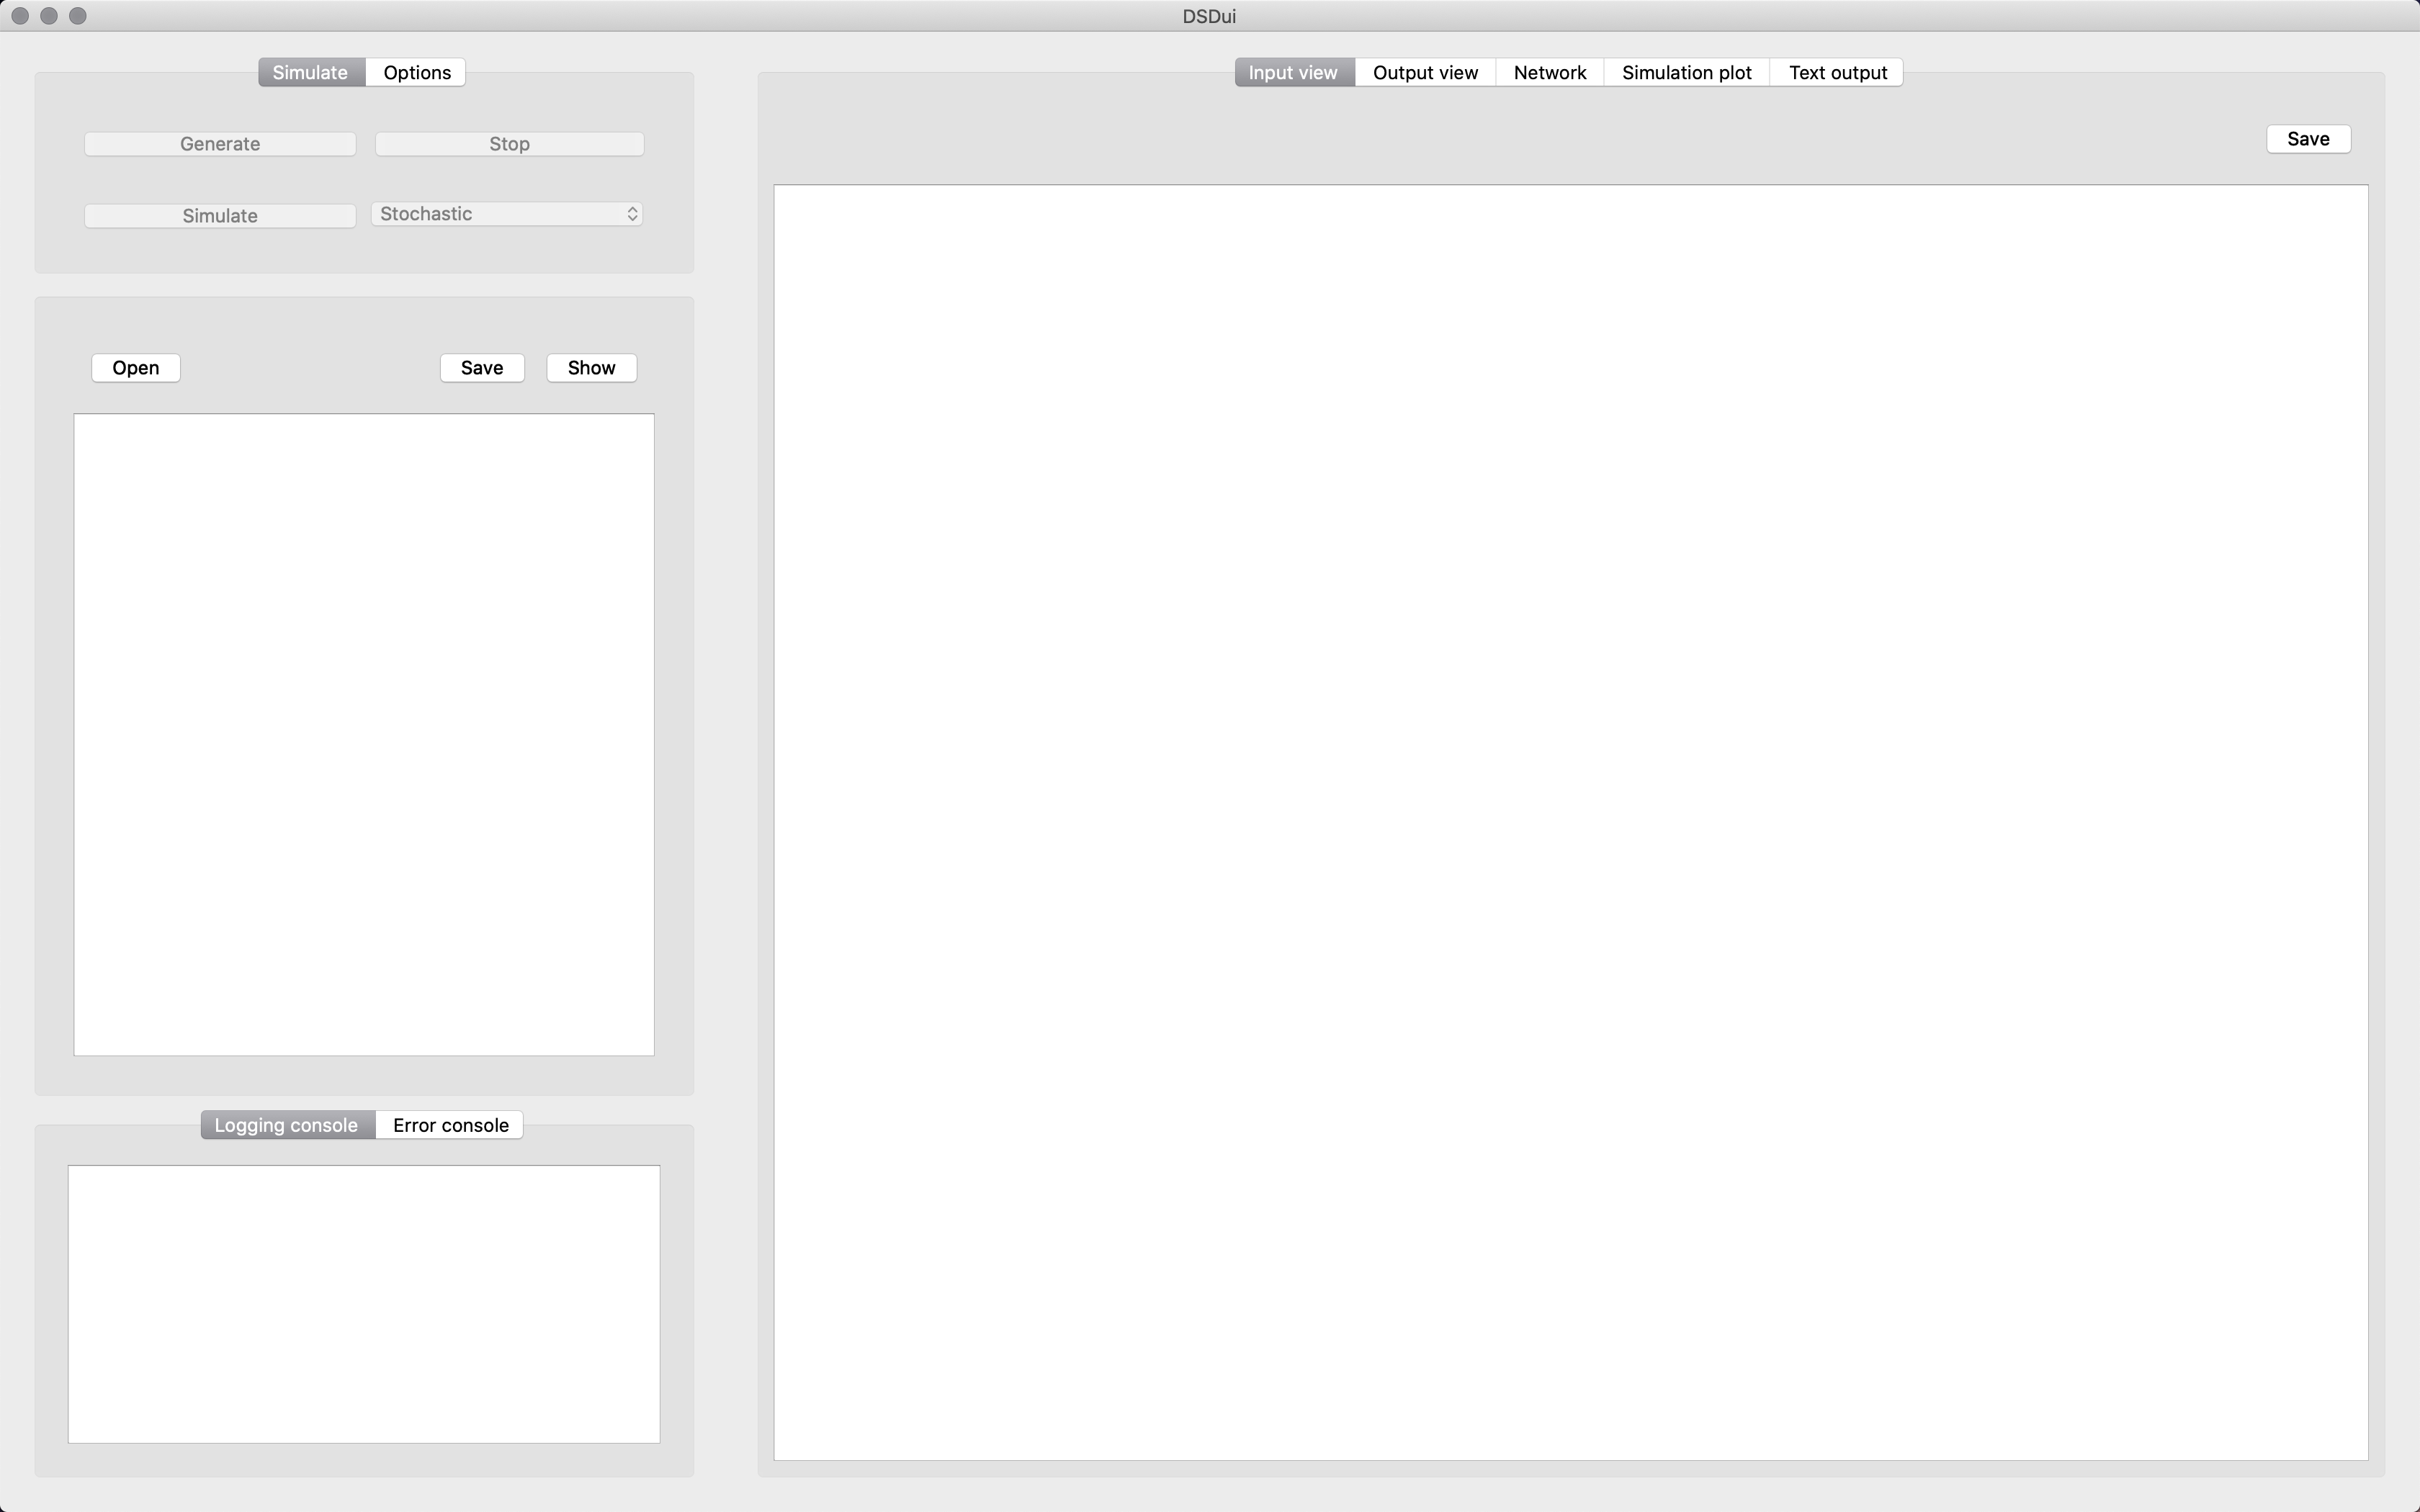 DSDui
Simulate Options
Generate Stop
Simulate Stochastic
Open Save Show
Logging console Error console
Input view Output view Network Simulation plot Text output
Save